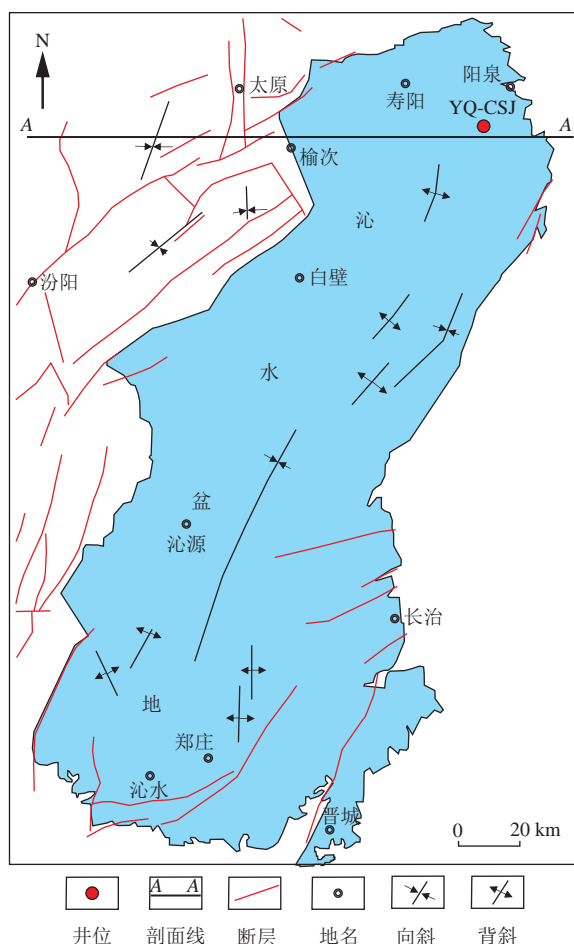 N
太原
寿阳
阳泉
YQ-CSJ
A
A
榆次
沁
汾阳
白壁
水
盆
沁源
长治
地
郑庄
沁水
晋城
0 20 km
A A
井位 剖面线 断层 地名 向斜 背斜